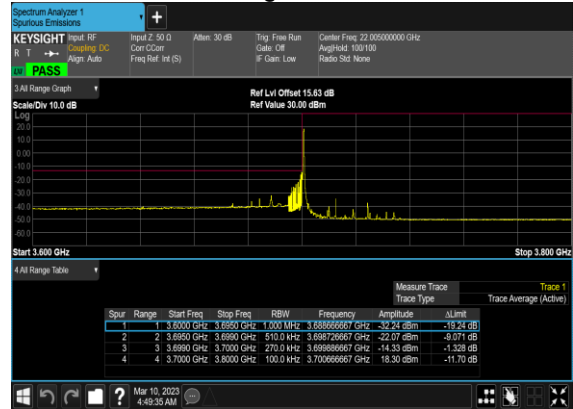 Spectrum Analyzer 1
Spurious Emissions
KEYSIGHT Input: RF Input Z: 50 Ω Atten: 30 dB Trig: Free Run Center Freq: 22.005000000 GHz
R T Coupling: DC Corr CCorr Gate: Off Avg|Hold: 100/100
Align: Auto Freq Ref: Int (S) IF Gain: Low Radio Std: None
PASS
3 All Range Graph
Ref Lvl Offset 15.63 dB
Scale/Div 10.0 dB Ref Value 30.00 dBm
Log
20.0
10.0
0.00
-10.0
-20.0
-30.0
-40.0
-50.0
-60.0
Start 3.600 GHz Stop 3.800 GHz
4 All Range Table
Measure Trace Trace 1
Trace Type Trace Average (Active)
Spur Range Start Freq Stop Freq RBW Frequency Amplitude ΔLimit
1 1 3.6000 GHz 3.6950 GHz 1.000 MHz 3.688666667 GHz -32.24 dBm -19.24 dB
2 2 3.6950 GHz 3.6990 GHz 510.0 kHz 3.698726667 GHz -22.07 dBm -9.071 dB
3 3 3.6990 GHz 3.7000 GHz 270.0 kHz 3.699886667 GHz -14.33 dBm -1.328 dB
4 4 3.7000 GHz 3.8000 GHz 100.0 kHz 3.700666667 GHz 18.30 dBm -11.70 dB
Mar 10, 2023
4:49:35 AM